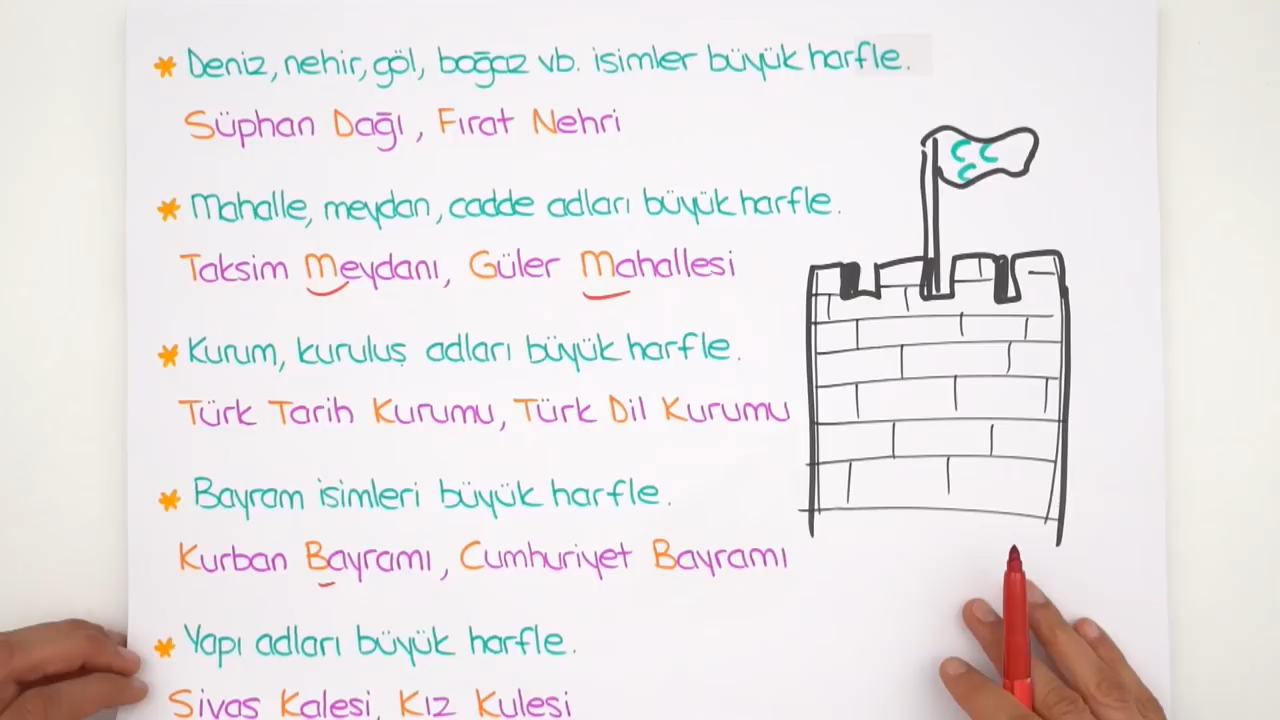 * Deniz, nehir, göl, boğaz vb. isimler büyük harfle.
Süphan Dağı, Fırat Nehri
* Mahalle, meydan, cadde adları büyük harfle.
Taksim Meydanı, Güler Mahallesi
* Kurum, kuruluş adları büyük harfle.
Türk Tarih Kurumu, Türk Dil Kurumu
* Bayram isimleri büyük harfle.
Kurban Bayramı, Cumhuriyet Bayramı
* Yapı adları büyük harfle.
Sivas Kalesi, Kız Kulesi